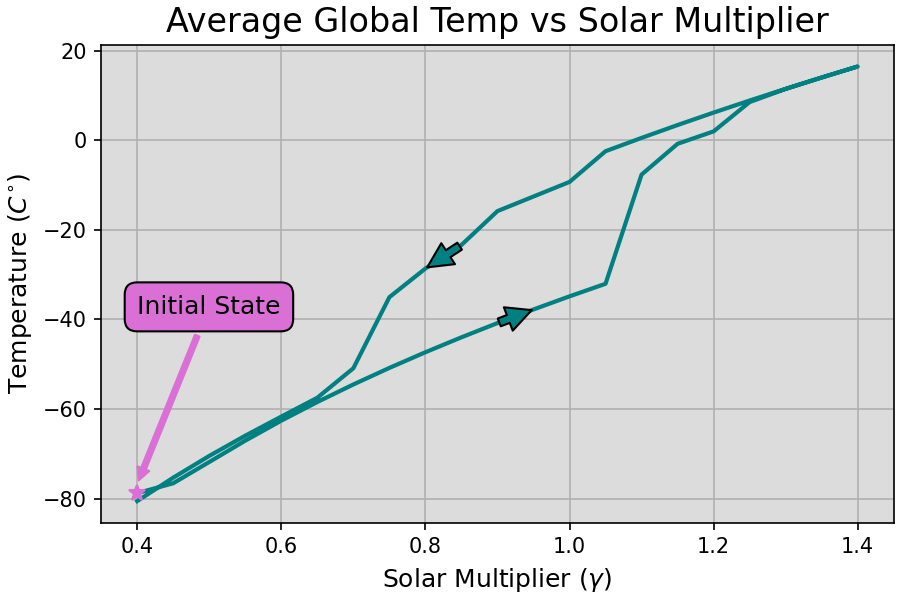 Average Global Temp vs Solar Multiplier
20
0
−20
−40
−60
−80
Temperature (C°)
Initial State
0.4 0.6 0.8 1.0 1.2 1.4
Solar Multiplier (γ)